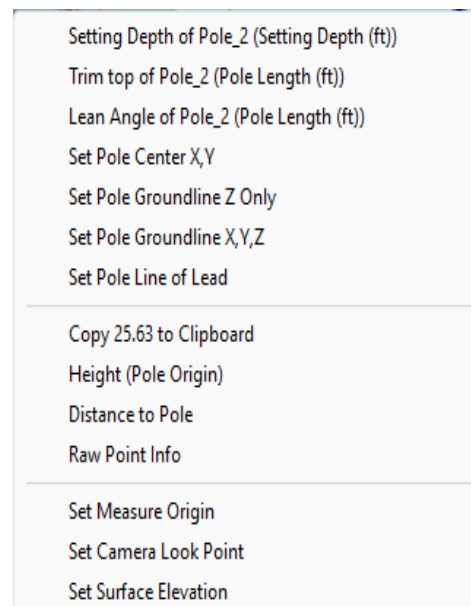 Setting Depth of Pole_2 (Setting Depth (ft))
Trim top of Pole_2 (Pole Length (ft))
Lean Angle of Pole_2 (Pole Length (ft))
Set Pole Center X,Y
Set Pole Groundline Z Only
Set Pole Groundline X,Y,Z
Set Pole Line of Lead
Copy 25.63 to Clipboard
Height (Pole Origin)
Distance to Pole
Raw Point Info
Set Measure Origin
Set Camera Look Point
Set Surface Elevation